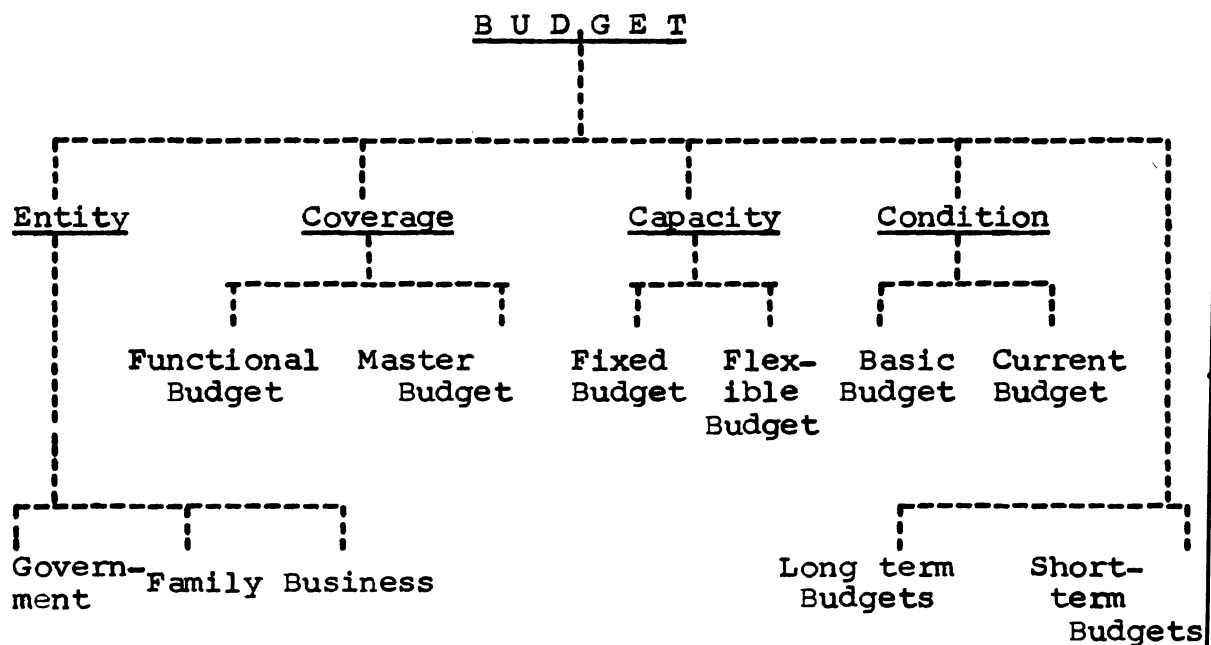 B U D G E T
Entity Coverage Capacity Condition
Functional Master Fixed Flex- Basic Current
Budget Budget Budget ible Budget Budget
Budget
Govern- Family Business Long term Short-
ment Budgets term
Budgets